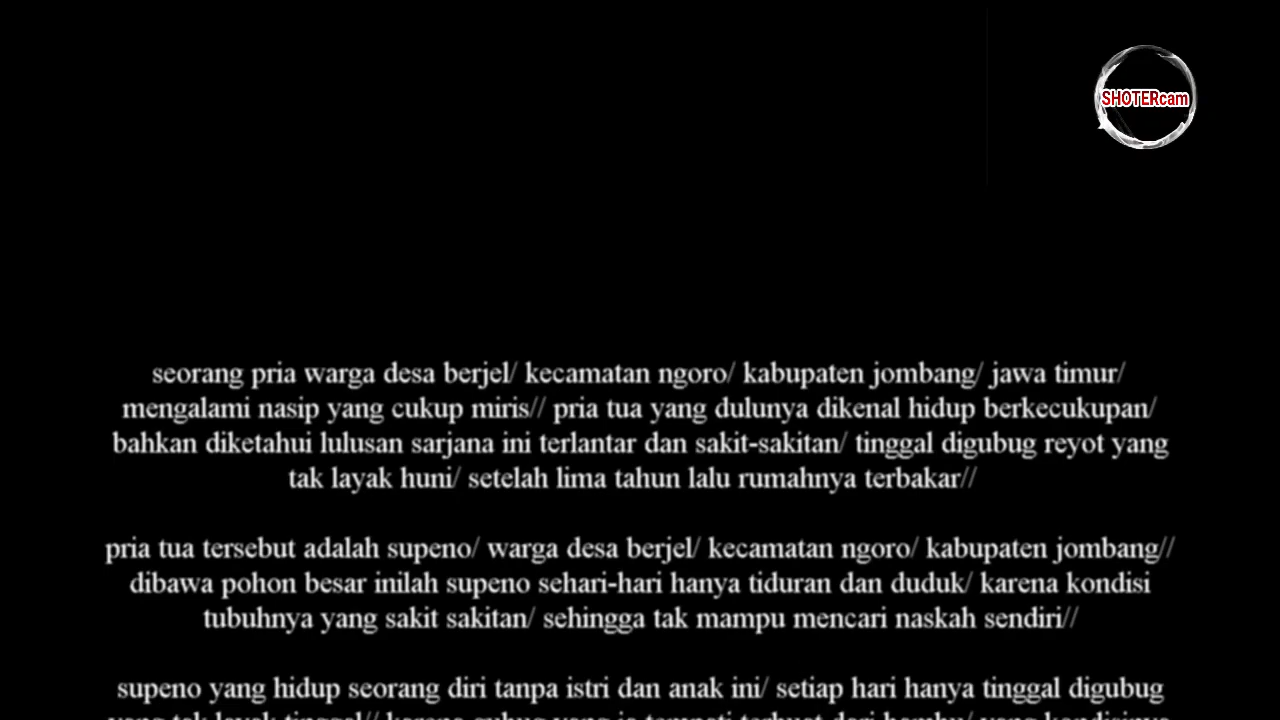 SHOTERcam
seorang pria warga desa berjel/ kecamatan ngoro/ kabupaten jombang/ jawa timur/
mengalami nasip yang cukup miris// pria tua yang dulunya dikenal hidup berkecukupan/
bahkan diketahui lulusan sarjana ini terlantar dan sakit-sakitan/ tinggal digubug reyot yang
tak layak huni/ setelah lima tahun lalu rumahnya terbakar//
pria tua tersebut adalah supeno/ warga desa berjel/ kecamatan ngoro/ kabupaten jombang//
dibawa pohon besar inilah supeno sehari-hari hanya tiduran dan duduk/ karena kondisi
tubuhnya yang sakit sakitan/ sehingga tak mampu mencari naskah sendiri//
supeno yang hidup seorang diri tanpa istri dan anak ini/ setiap hari hanya tinggal digubug